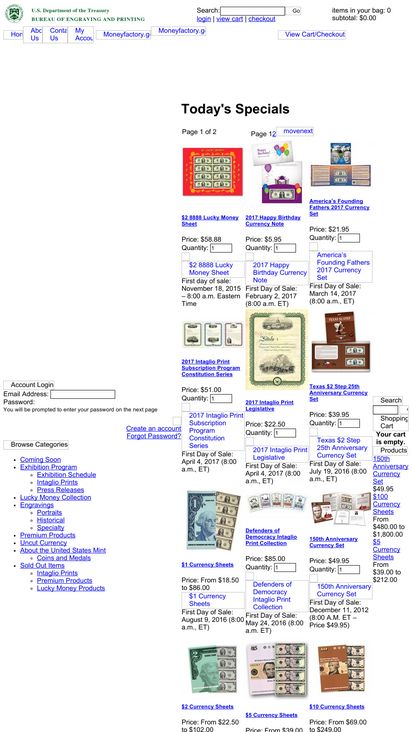 U.S. Department of the Treasury
BUREAU OF ENGRAVING AND PRINTING
Search: Go
login | view cart | checkout
items in your bag: 0
subtotal: $0.00
Hon
Abo
Us
Conta
Us
My
Accou
Moneyfactory.go
Moneyfactory.go
View Cart/Checkout
Today's Specials
Page 1 of 2
Page 12 movenext
$2 8888 Lucky Money
Sheet
Price: $58.88
Quantity: 1
$2 8888 Lucky
Money Sheet
First day of sale:
November 18, 2015
– 8:00 a.m. Eastern
Time
2017 Happy Birthday
Currency Note
Price: $5.95
Quantity: 1
2017 Happy
Birthday Currency
Note
First Day of Sale:
February 2, 2017
(8:00 a.m., ET)
America's Founding
Fathers 2017 Currency
Set
Price: $21.95
Quantity: 1
America's
Founding Fathers
2017 Currency
Set
First Day of Sale:
March 14, 2017
(8:00 a.m., ET)
2017 Intaglio Print
Subscription Program
Constitution Series
Price: $51.00
Quantity: 1
2017 Intaglio Print
Subscription
Program
Constitution
Series
First Day of Sale:
April 4, 2017 (8:00
a.m., ET)
2017 Intaglio Print
Legislative
Price: $22.50
Quantity: 1
2017 Intaglio Print
Legislative
First Day of Sale:
April 4, 2017 (8:00
a.m., ET)
Texas $2 Step 25th
Anniversary Currency
Set
Price: $39.95
Quantity: 1
Texas $2 Step
25th Anniversary
Currency Set
First Day of Sale:
July 19, 2016 (8:00
a.m., ET)
$1 Currency Sheets
Price: From $18.50
to $86.00
$1 Currency
Sheets
First Day of Sale:
August 9, 2016 (8:00
a.m., ET)
Defenders of
Democracy Intaglio
Print Collection
Price: $85.00
Quantity: 1
Defenders of
Democracy Intaglio
Print Collection
First Day of Sale:
May 24, 2016 (8:00
a.m. ET)
150th Anniversary
Currency Set
Price: $49.95
Quantity: 1
150th Anniversary
Currency Set
First Day of Sale:
December 11, 2012
(8:00 A.M. ET –
Price $49.95)
$2 Currency Sheets
Price: From $22.50
to $102.00
$5 Currency Sheets
Price: From $39.00
$10 Currency Sheets
Price: From $69.00
to $249.00
Account Login
Email Address:
Password:
You will be prompted to enter your password on the next page
Create an account
Forgot Password?
Browse Categories
Coming Soon
Exhibition Program
Exhibition Schedule
Intaglio Prints
Press Releases
Lucky Money Collection
Engravings
Portraits
Historical
Specialty
Premium Products
Uncut Currency
About the United States Mint
Coins and Medals
Sold Out Items
Intaglio Prints
Premium Products
Lucky Money Products
Search
Shopping
Cart
Your cart
is empty.
Products
150th
Anniversary
Currency
Set
$49.95
$100
Currency
Sheets
From
$480.00 to
$1,800.00
$5
Currency
Sheets
From
$39.00 to
$212.00